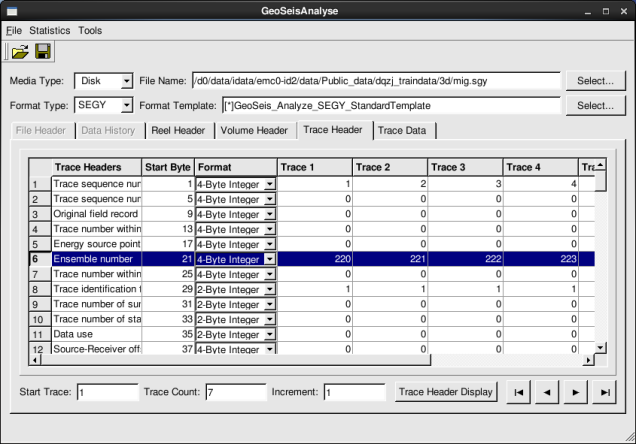 GeoSeisAnalyse
File Statistics Tools
Media Type: Disk File Name: /d0/data/idata/emc0-id2/data/Public_data/dqzj_traindata/3d/mig.sgy Select...
Format Type: SEGY Format Template: [*]GeoSeis_Analyze_SEGY_StandardTemplate Select...
File Header Data History Reel Header Volume Header Trace Header Trace Data
Trace Headers Start Byte Format Trace 1 Trace 2 Trace 3 Trace 4 Tra
1 Trace sequence nur 1 4-Byte Integer 1 2 3 4
2 Trace sequence nur 5 4-Byte Integer 0 0 0 0
3 Original field record 9 4-Byte Integer 0 0 0 0
4 Trace number within 13 4-Byte Integer 0 0 0 0
5 Energy source point 17 4-Byte Integer 0 0 0 0
6 Ensemble number 21 4-Byte Integer 220 221 222 223
7 Trace number within 25 4-Byte Integer 0 0 0 0
8 Trace identification t 29 2-Byte Integer 1 1 1 1
9 Trace number of sur 31 2-Byte Integer 0 0 0 0
10 Trace number of sta 33 2-Byte Integer 0 0 0 0
11 Data use 35 2-Byte Integer 0 0 0 0
12 Source-Receiver off 37 4-Byte Integer 0 0 0 0
Start Trace: 1 Trace Count: 7 Increment: 1 Trace Header Display